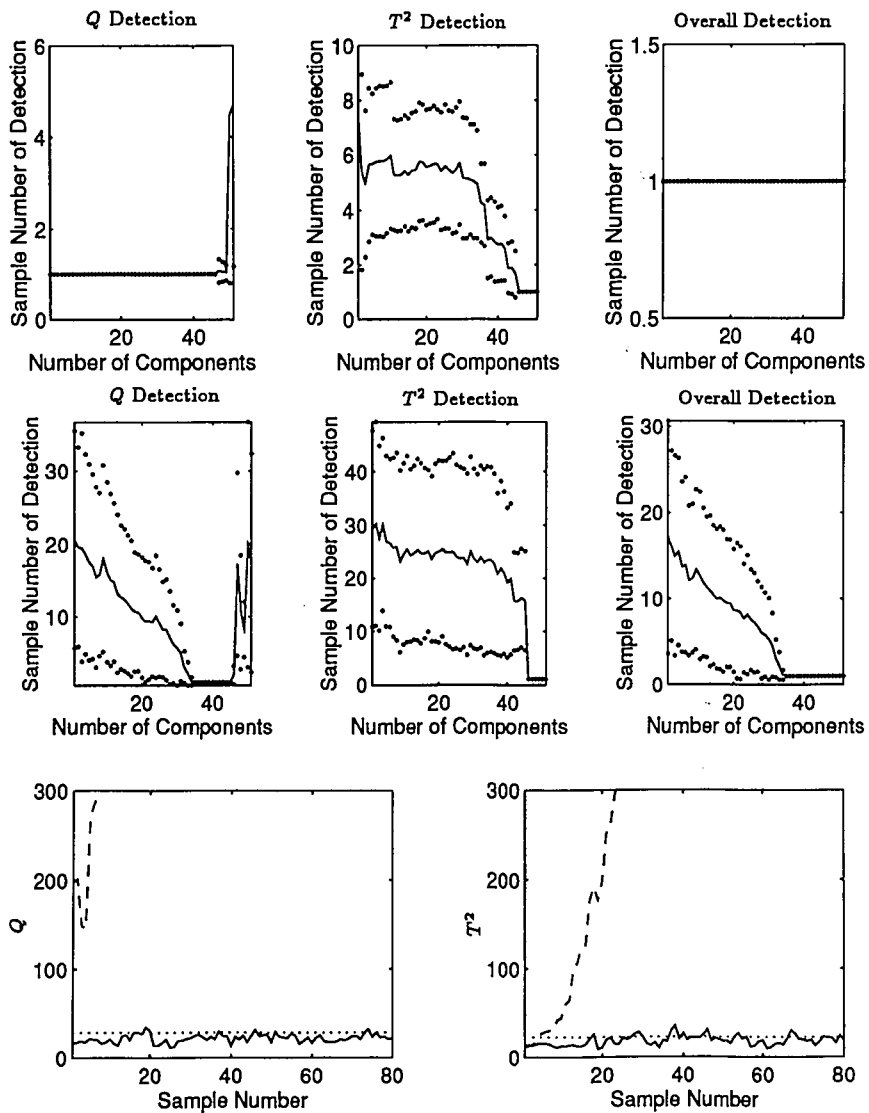 Q Detection
T² Detection
Overall Detection
Sample Number of Detection
6
4
2
0
20
40
Number of Components
Sample Number of Detection
10
8
6
4
2
0
20
40
Number of Components
Sample Number of Detection
1.5
1
0.5
20
40
Number of Components
Q Detection
T² Detection
Overall Detection
Sample Number of Detection
30
20
10
20
40
Number of Components
Sample Number of Detection
40
30
20
10
0
20
40
Number of Components
Sample Number of Detection
30
20
10
0
20
40
Number of Components
Q
300
200
100
0
20
40
60
80
Sample Number
T²
300
200
100
0
20
40
60
80
Sample Number